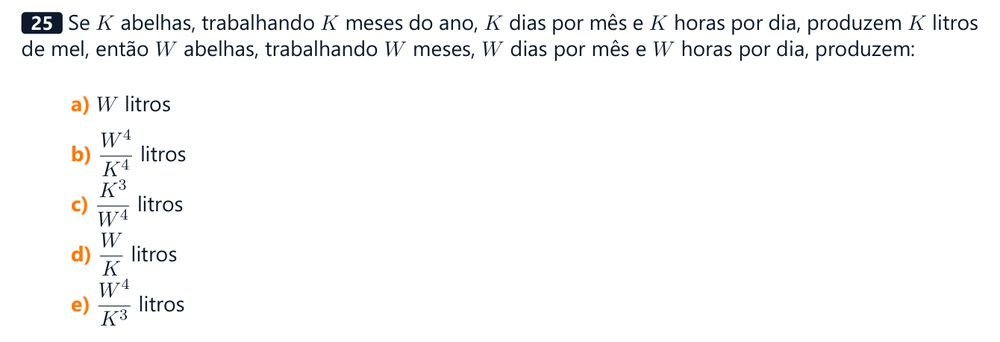 25 Se K abelhas, trabalhando K meses do ano, K dias por mês e K horas por dia, produzem K litros
de mel, então W abelhas, trabalhando W meses, W dias por mês e W horas por dia, produzem:
a) W litros
b) W⁴/K⁴ litros
c) K³/W⁴ litros
d) W/K litros
e) W⁴/K³ litros